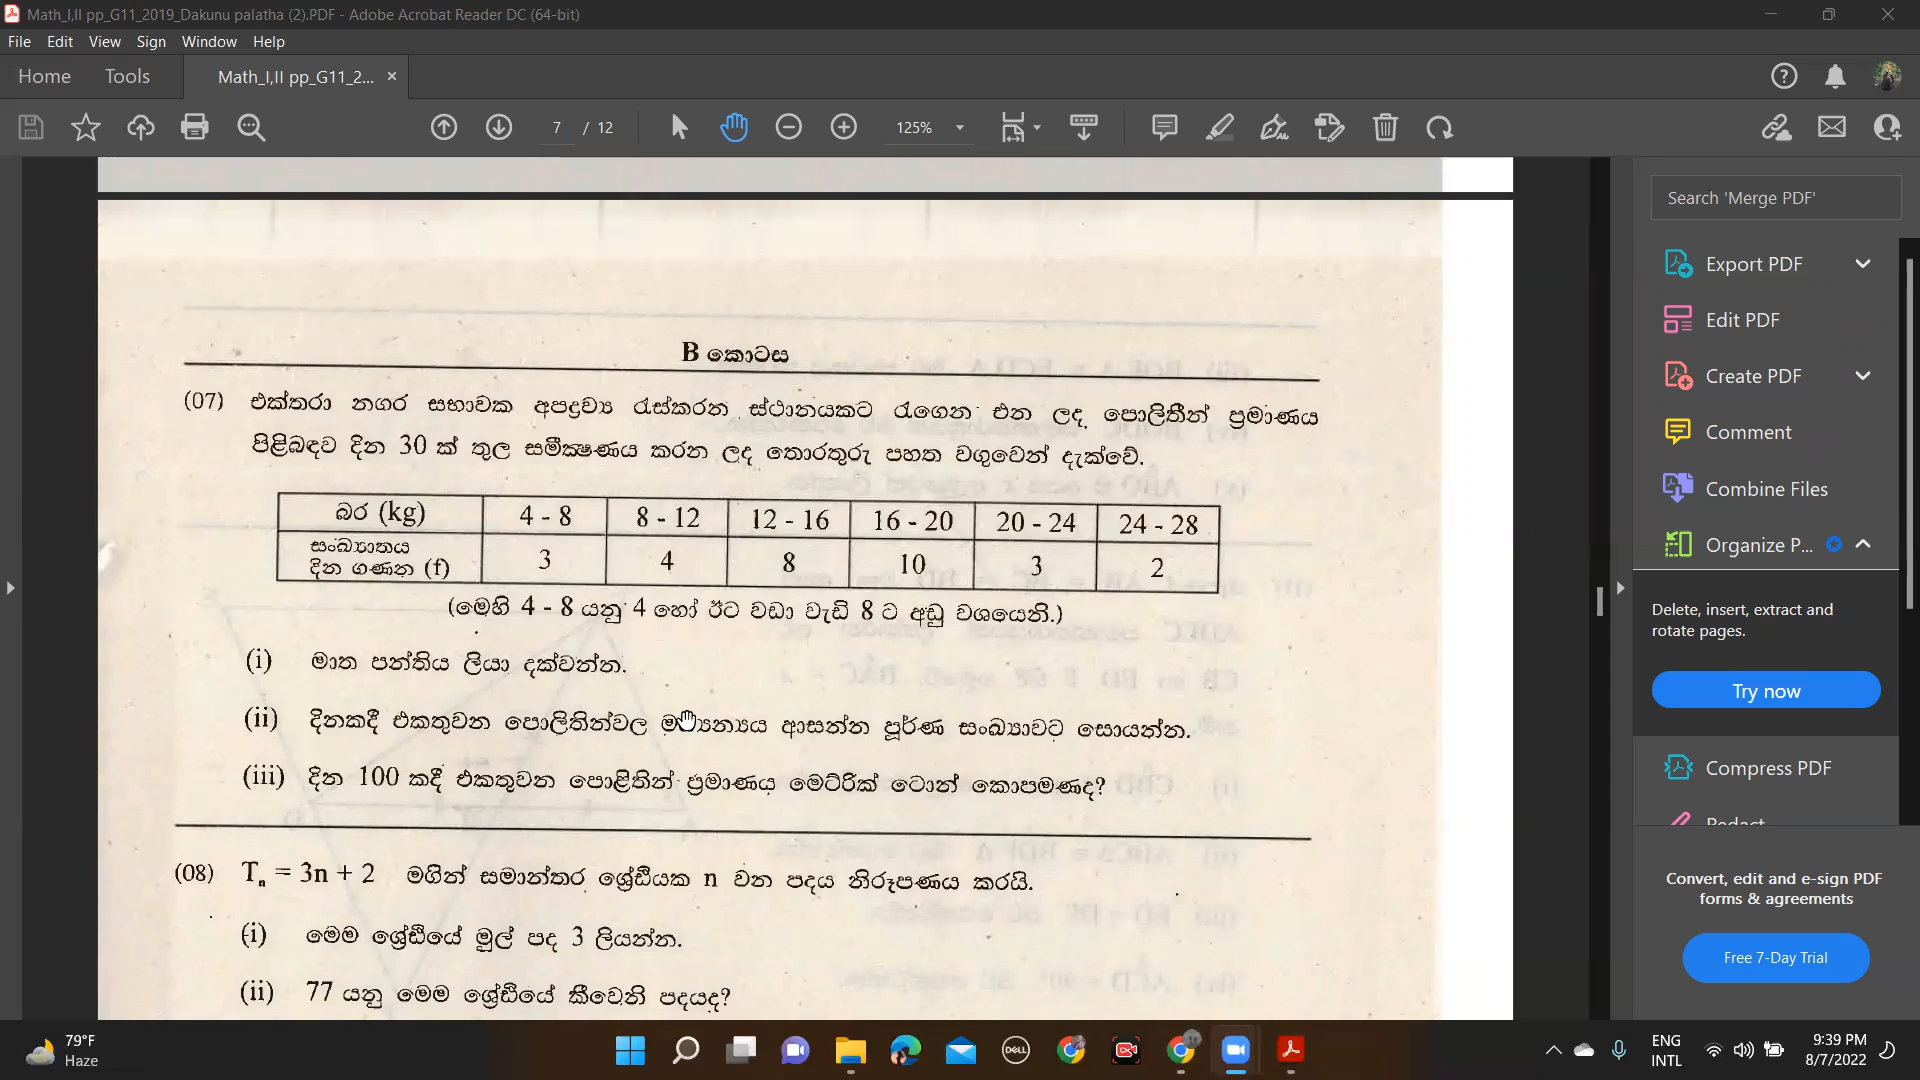 Math_I,II pp_G11_2019_Dakunu palatha (2).PDF - Adobe Acrobat Reader DC (64-bit)
File Edit View Sign Window Help
Home Tools Math_I,II pp_G11_2... ×
7 / 12 125%
B කොටස
(07) එක්තරා නගර සභාවක අපද්‍රව්‍ය රැස්කරන ස්ථානයකට රැගෙන එන ලද පොලිතීන් ප්‍රමාණය
පිළිබඳව දින 30 ක් තුල සමීක්ෂණය කරන ලද තොරතුරු පහත වගුවෙන් දැක්වේ.
බර (kg) 4 - 8 8 - 12 12 - 16 16 - 20 20 - 24 24 - 28
සංඛ්‍යාතය
දින ගණන (f) 3 4 8 10 3 2
(මෙහි 4 - 8 යනු 4 හෝ ඊට වඩා වැඩි 8 ට අඩු වශයෙනි.)
(i) මාත පන්තිය ලියා දක්වන්න.
(ii) දිනකදී එකතුවන පොලිතින්වල මධ්‍යන්‍යය ආසන්න පූර්ණ සංඛ්‍යාවට සොයන්න.
(iii) දින 100 කදී එකතුවන පොළිතින් ප්‍රමාණය මෙට්රික් ටොන් කොපමණද?
(08) Tn = 3n + 2 මගින් සමාන්තර ශ්‍රේඪියක n වන පදය නිරූපණය කරයි.
(i) මෙම ශ්‍රේඪියේ මුල් පද 3 ලියන්න.
(ii) 77 යනු මෙම ශ්‍රේඪියේ කීවෙනි පදයද?
Search 'Merge PDF'
Export PDF
Edit PDF
Create PDF
Comment
Combine Files
Organize P...
Delete, insert, extract and
rotate pages.
Try now
Compress PDF
Redact
Convert, edit and e-sign PDF
forms & agreements
Free 7-Day Trial
79°F
Haze
DELL
ENG
INTL
9:39 PM
8/7/2022